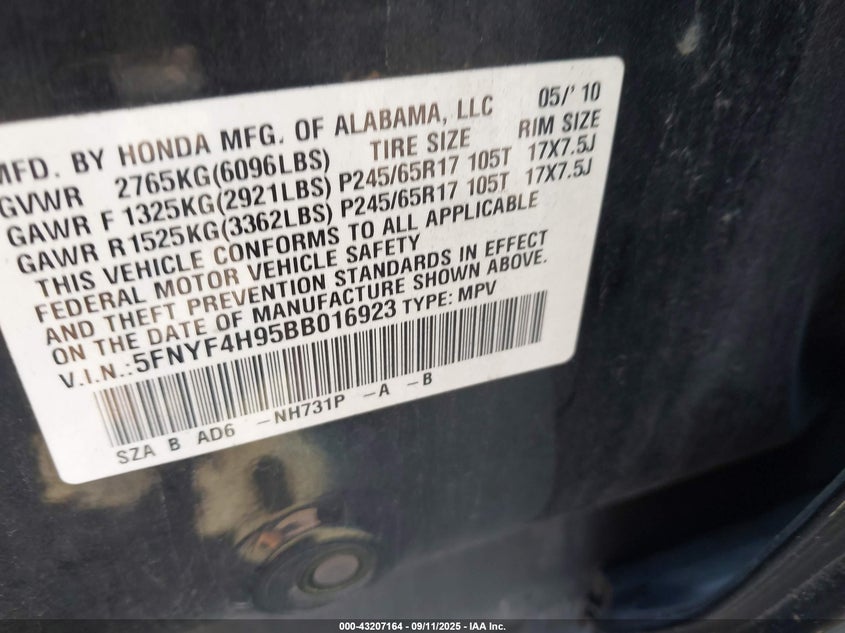 MFD. BY HONDA MFG. OF ALABAMA, LLC 05/'10
GVWR 2765KG(6096LBS) TIRE SIZE RIM SIZE
GAWR F 1325KG(2921LBS) P245/65R17 105T 17X7.5J
GAWR R1525KG(3362LBS) P245/65R17 105T 17X7.5J
THIS VEHICLE CONFORMS TO ALL APPLICABLE
FEDERAL MOTOR VEHICLE SAFETY
AND THEFT PREVENTION STANDARDS IN EFFECT
ON THE DATE OF MANUFACTURE SHOWN ABOVE.
V.I.N.:5FNYF4H95BB016923 TYPE: MPV
SZA B AD6 -NH731P -A -B
000-43207164 - 09/11/2025 - IAA Inc.